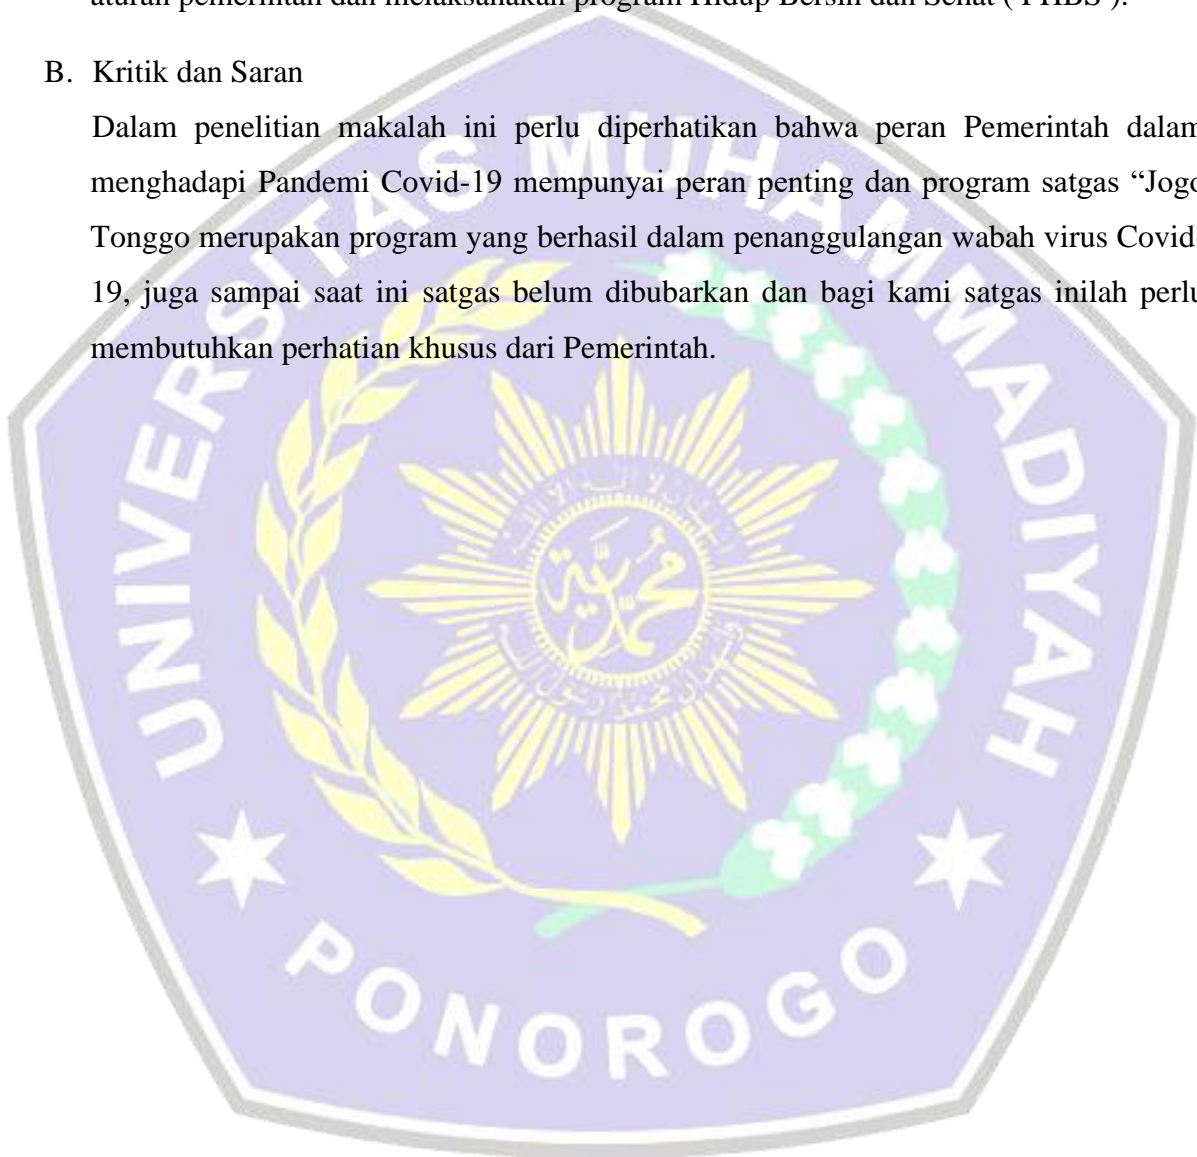 aturan pemerintah dan melaksanakan program Hidup Bersih dan Sehat ( PHBS ).
B. Kritik dan Saran
Dalam penelitian makalah ini perlu diperhatikan bahwa peran Pemerintah dalam
menghadapi Pandemi Covid-19 mempunyai peran penting dan program satgas “Jogo
Tonggo merupakan program yang berhasil dalam penanggulangan wabah virus Covid-
19, juga sampai saat ini satgas belum dibubarkan dan bagi kami satgas inilah perlu
membutuhkan perhatian khusus dari Pemerintah.
UNIVERSITAS MUHAMMADIYAH
محمدية
PONOROGO